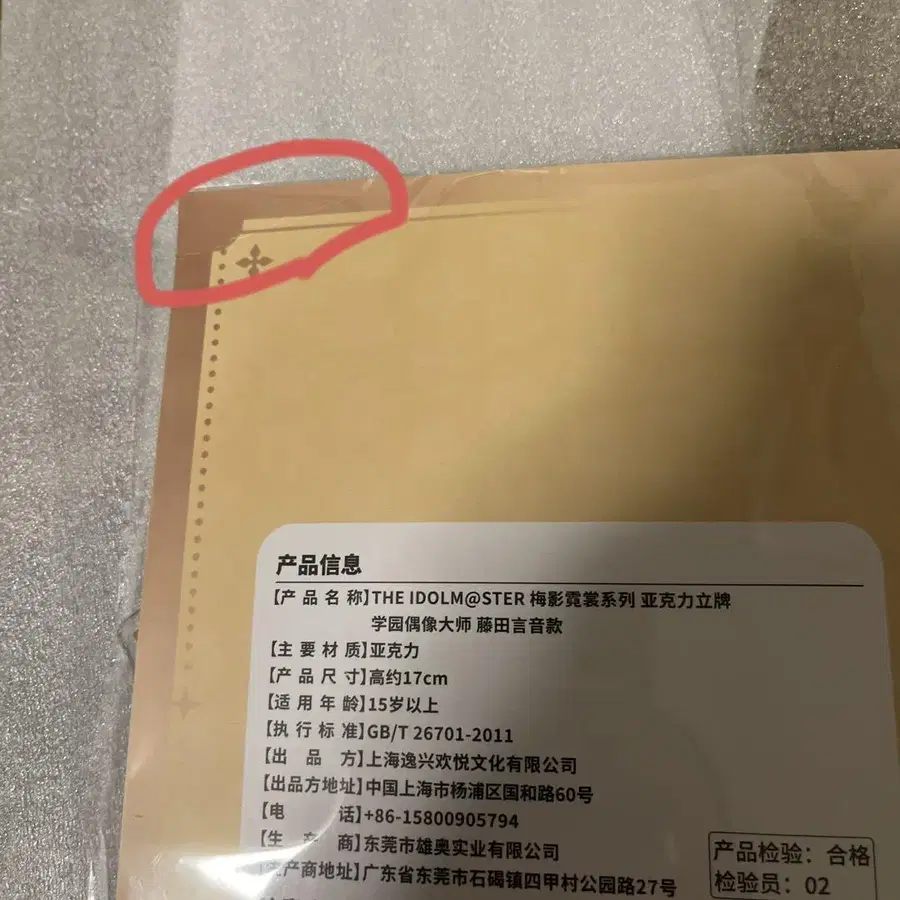 产品信息
【产品名称】THE IDOLM@STER 梅影霓裳系列 亚克力立牌
学园偶像大师 藤田言音款
【主要材质】亚克力
【产品尺寸】高约17cm
【适用年龄】15岁以上
【执行标准】GB/T 26701-2011
【出品方】上海逸兴欢悦文化有限公司
【出品方地址】中国上海市杨浦区国和路60号
【电话】+86-15800905794
【生产商】东莞市雄奥实业有限公司
【生产商地址】广东省东莞市石碣镇四甲村公园路27号
产品检验：合格
检验员：02